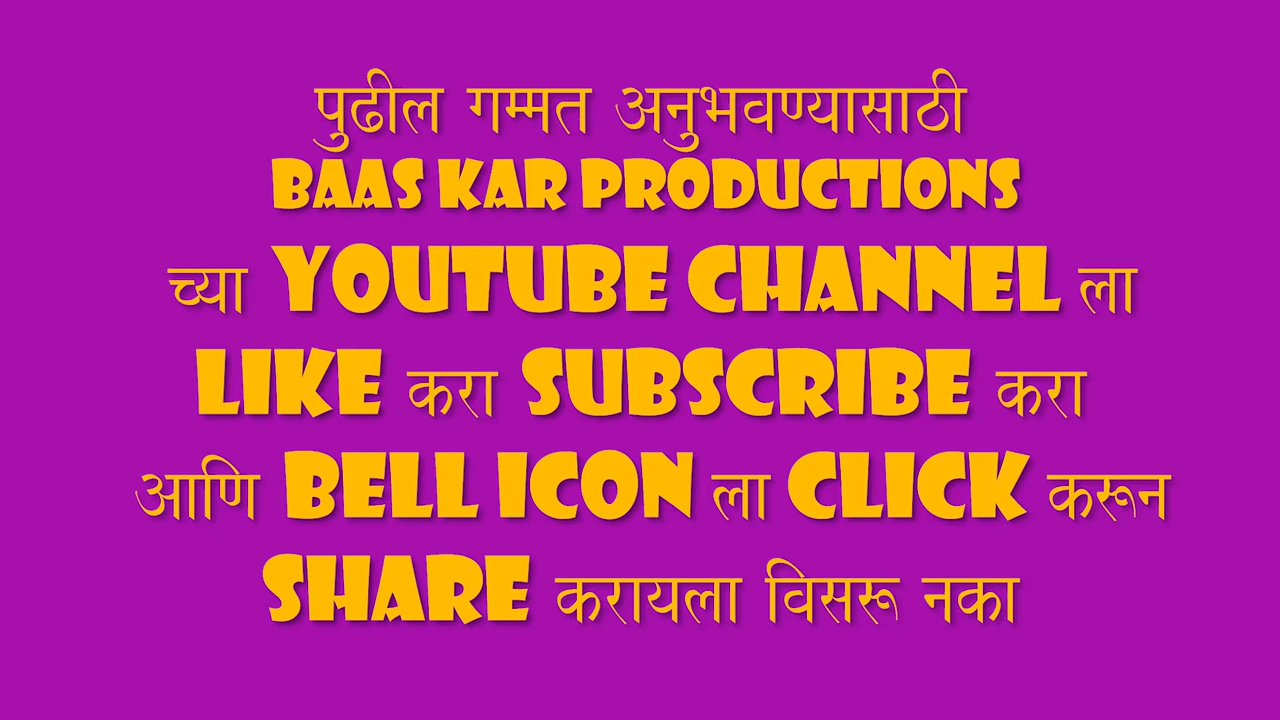 पुढील गम्मत अनुभवण्यासाठी
BAAS KAR PRODUCTIONS
च्या YOUTUBE CHANNEL ला
LIKE करा SUBSCRIBE करा
आणि BELL ICON ला CLICK करून
SHARE करायला विसरू नका